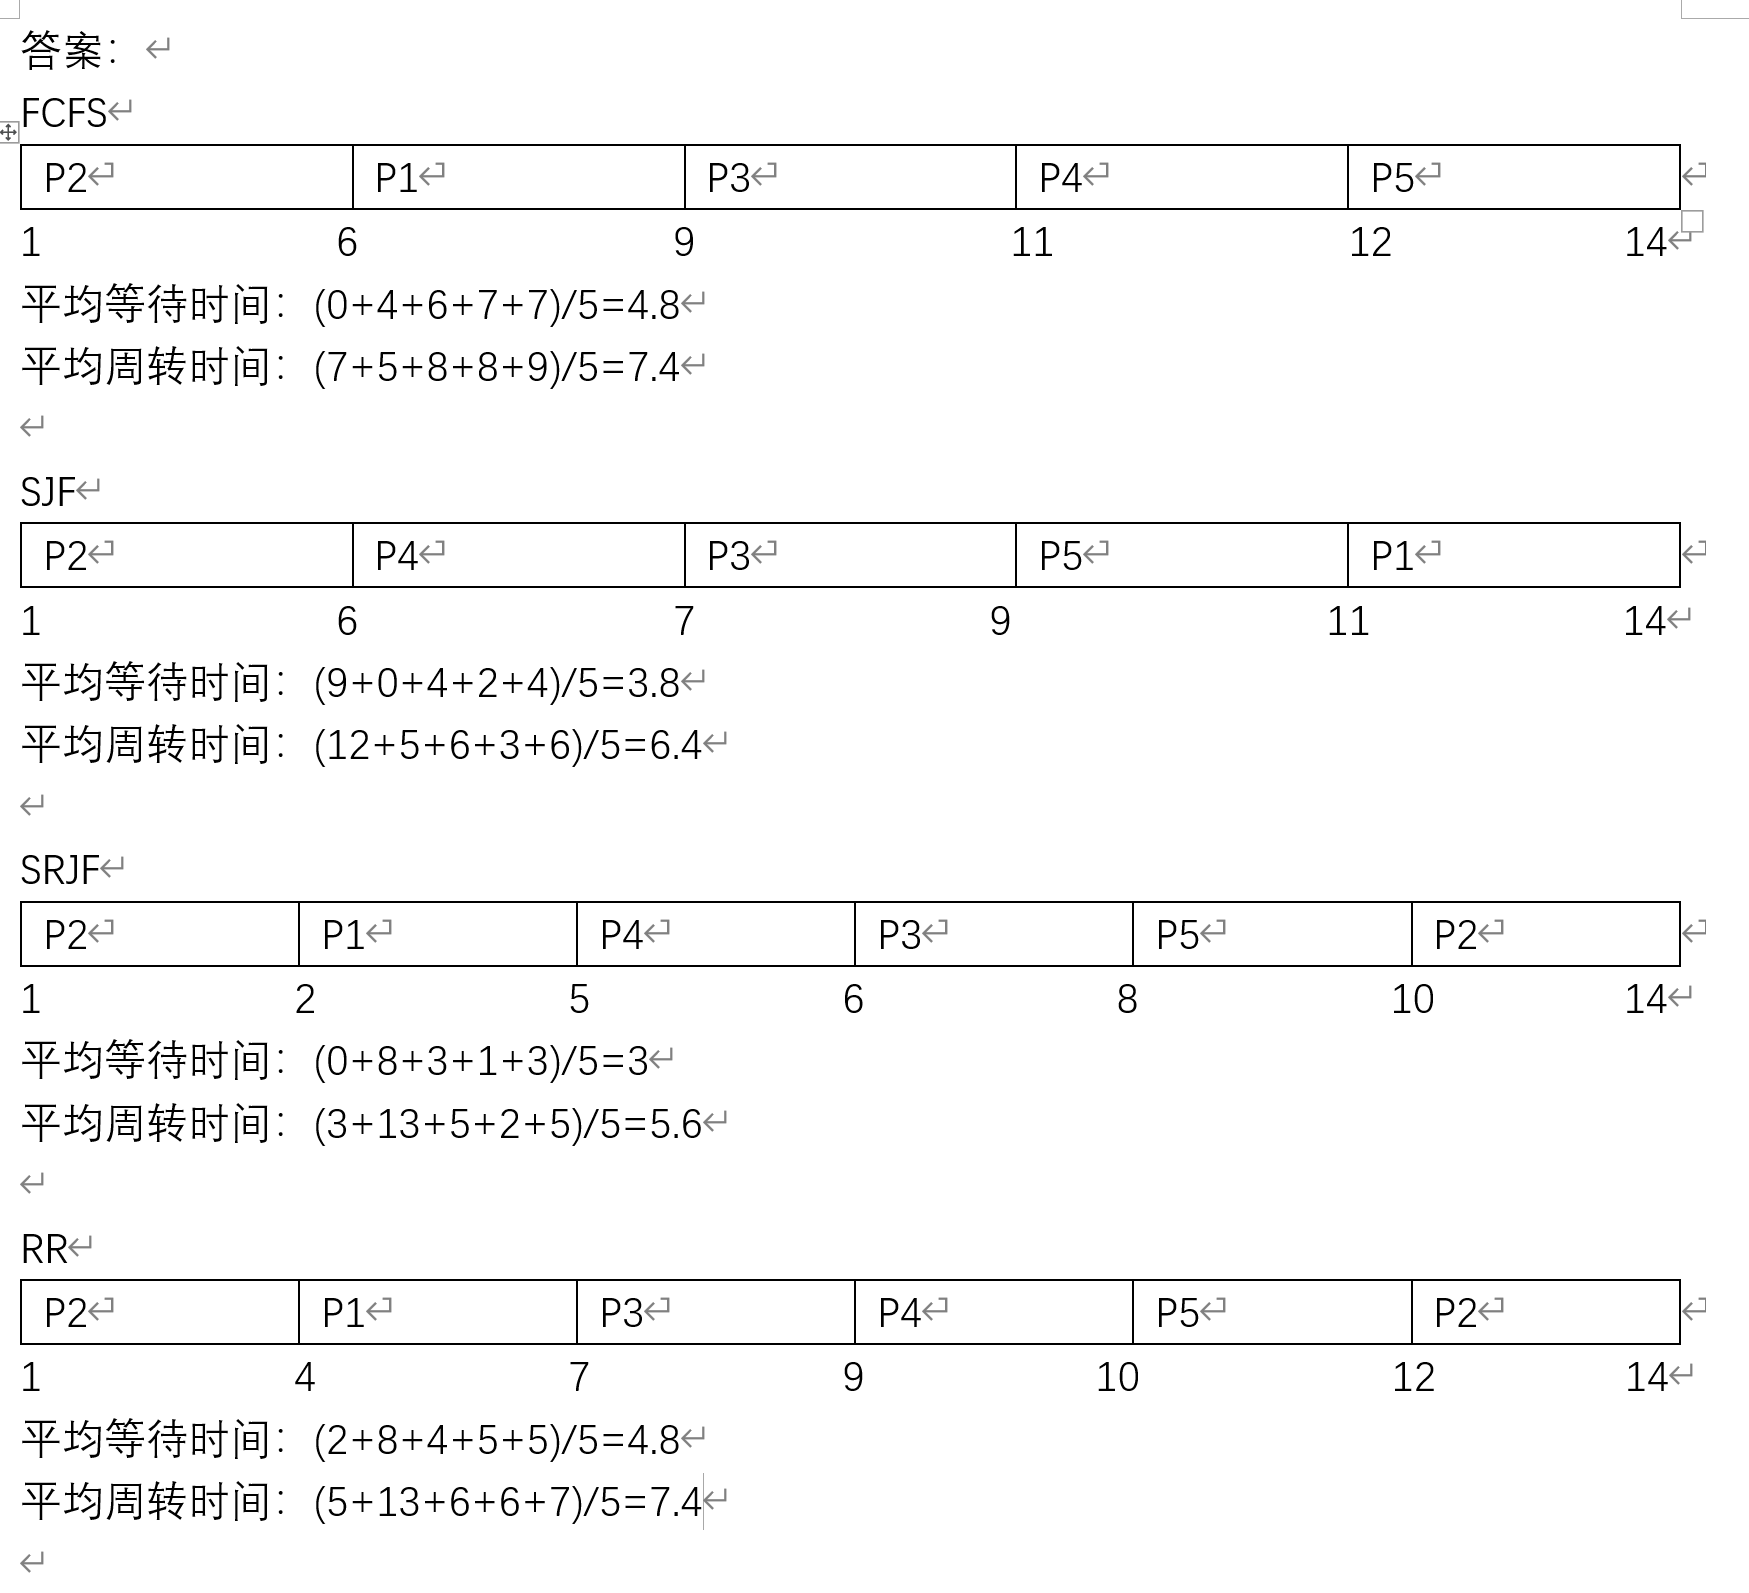 答案：
FCFS
P2 P1 P3 P4 P5
1 6 9 11 12 14
平均等待时间：(0+4+6+7+7)/5=4.8
平均周转时间：(7+5+8+8+9)/5=7.4
SJF
P2 P4 P3 P5 P1
1 6 7 9 11 14
平均等待时间：(9+0+4+2+4)/5=3.8
平均周转时间：(12+5+6+3+6)/5=6.4
SRJF
P2 P1 P4 P3 P5 P2
1 2 5 6 8 10 14
平均等待时间：(0+8+3+1+3)/5=3
平均周转时间：(3+13+5+2+5)/5=5.6
RR
P2 P1 P3 P4 P5 P2
1 4 7 9 10 12 14
平均等待时间：(2+8+4+5+5)/5=4.8
平均周转时间：(5+13+6+6+7)/5=7.4